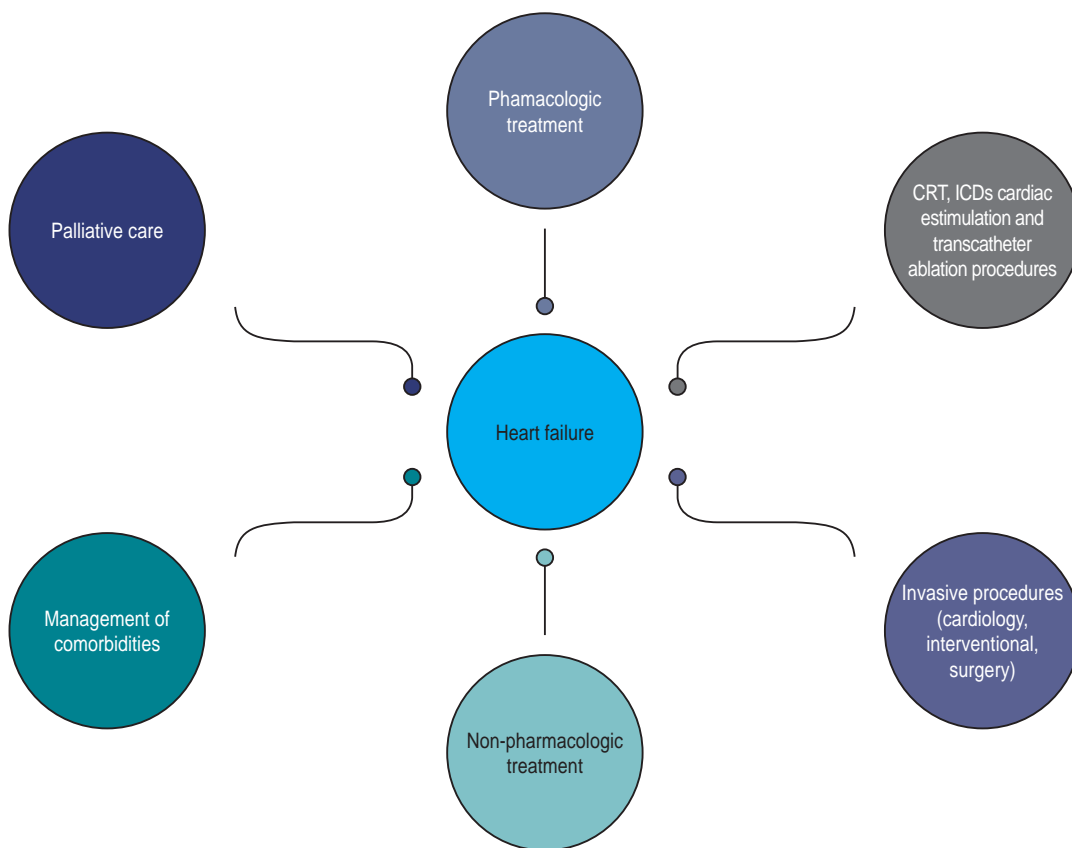 Phamacologic
treatment
Palliative care
CRT, ICDs cardiac
estimulation and
transcatheter
ablation procedures
Heart failure
Management of
comorbidities
Invasive procedures
(cardiology,
interventional,
surgery)
Non-pharmacologic
treatment